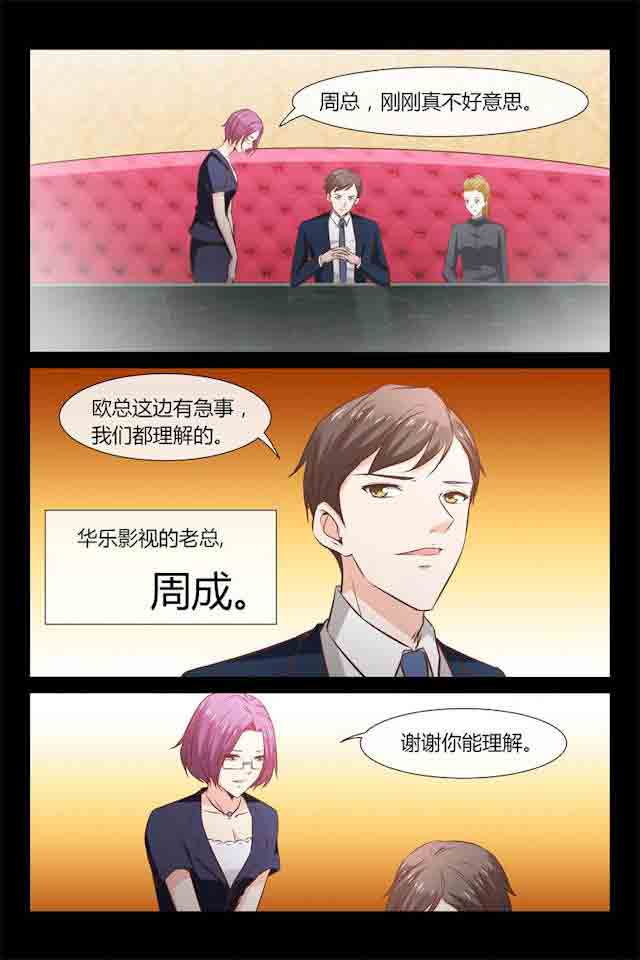 周总，刚刚真不好意思。
欧总这边有急事，
我们都理解的。
华乐影视的老总,
周成。
谢谢你能理解。